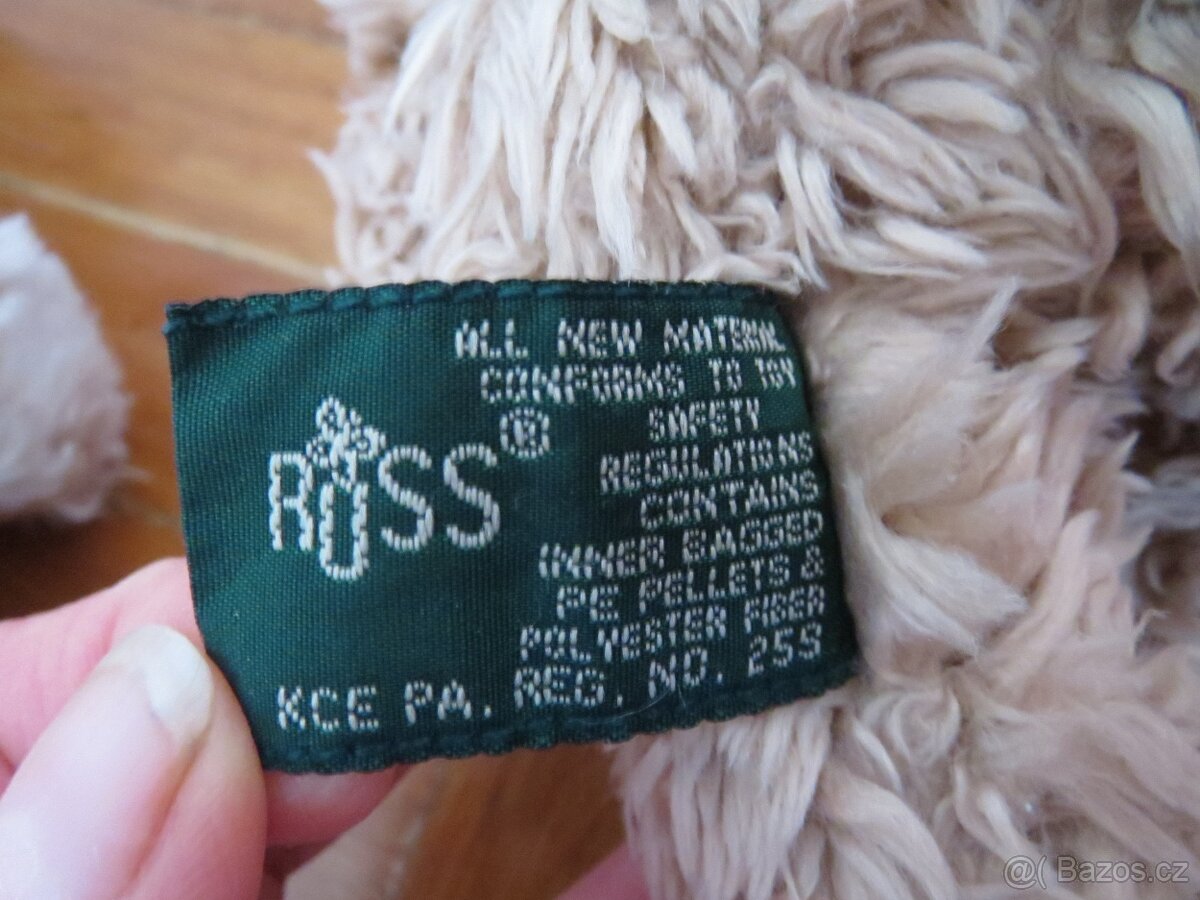 RUSS®
ALL NEW MATERIAL
CONFORMS TO TOY
SAFETY
REGULATIONS
CONTAINS
INNER BAGGED
PE PELLETS &
POLYESTER FIBER
KCE PA. REG. NO. 255
@( Bazos.cz